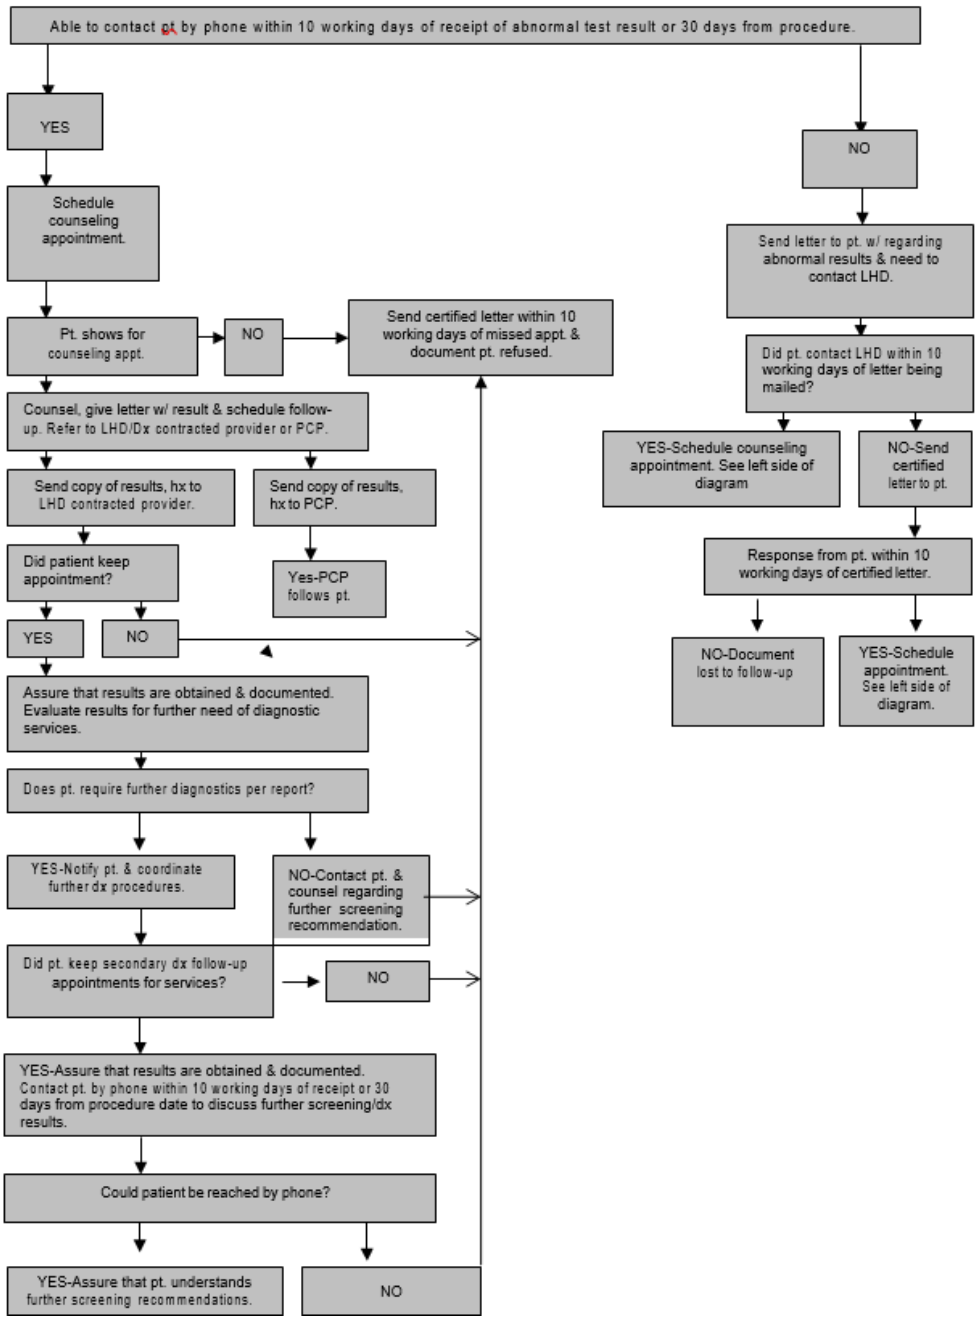 Able to contact pt by phone within 10 working days of receipt of abnormal test result or 30 days from procedure.
YES
NO
Schedule
counseling
appointment.
Send letter to pt. w/ regarding
abnormal results & need to
contact LHD.
Pt. shows for
counseling appt.
NO
Send certified letter within 10
working days of missed appt. &
document pt. refused.
Did pt. contact LHD within 10
working days of letter being
mailed?
Counsel, give letter w/ result & schedule follow-
up. Refer to LHD/Dx contracted provider or PCP.
YES-Schedule counseling
appointment. See left side of
diagram
NO-Send
certified
letter to pt.
Send copy of results, hx to
LHD contracted provider.
Send copy of results,
hx to PCP.
Did patient keep
appointment?
Yes-PCP
follows pt.
Response from pt. within 10
working days of certified letter.
YES
NO
NO-Document
lost to follow-up
YES-Schedule
appointment.
See left side of
diagram.
Assure that results are obtained & documented.
Evaluate results for further need of diagnostic
services.
Does pt. require further diagnostics per report?
YES-Notify pt. & coordinate
further dx procedures.
NO-Contact pt. &
counsel regarding
further screening
recommendation.
Did pt. keep secondary dx follow-up
appointments for services?
NO
YES-Assure that results are obtained & documented.
Contact pt. by phone within 10 working days of receipt or 30
days from procedure date to discuss further screening/dx
results.
Could patient be reached by phone?
YES-Assure that pt. understands
further screening recommendations.
NO